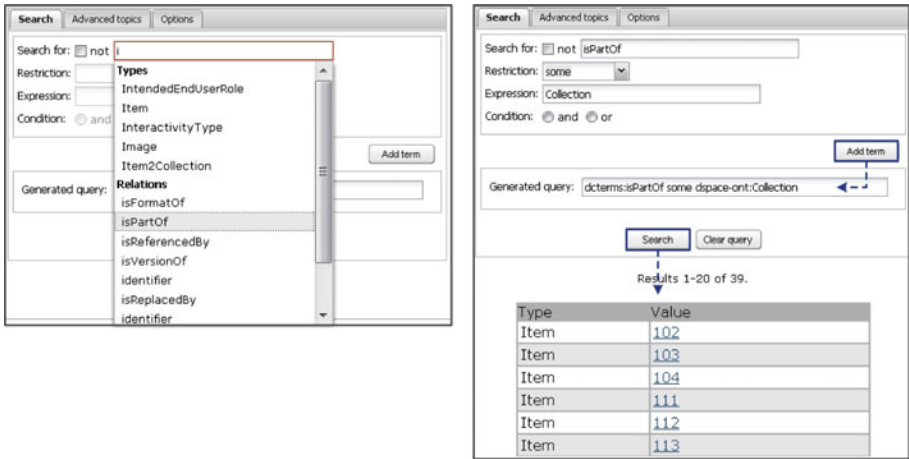 Search Advanced topics Options
Search for: not i
Restriction:
Expression:
Condition: and
Types
IntendedEndUserRole
Item
InteractivityType
Image
Item2Collection
Relations
isFormatOf
isPartOf
isReferencedBy
isVersionOf
identifier
isReplacedBy
identifier
Add term
Generated query:
Search Advanced topics Options
Search for: not isPartOf
Restriction: some
Expression: Collection
Condition: and or
Add term
Generated query: dcterms:isPartOf some dspace-ont:Collection
Search Clear query
Results 1-20 of 39.
Type Value
Item 102
Item 103
Item 104
Item 111
Item 112
Item 113